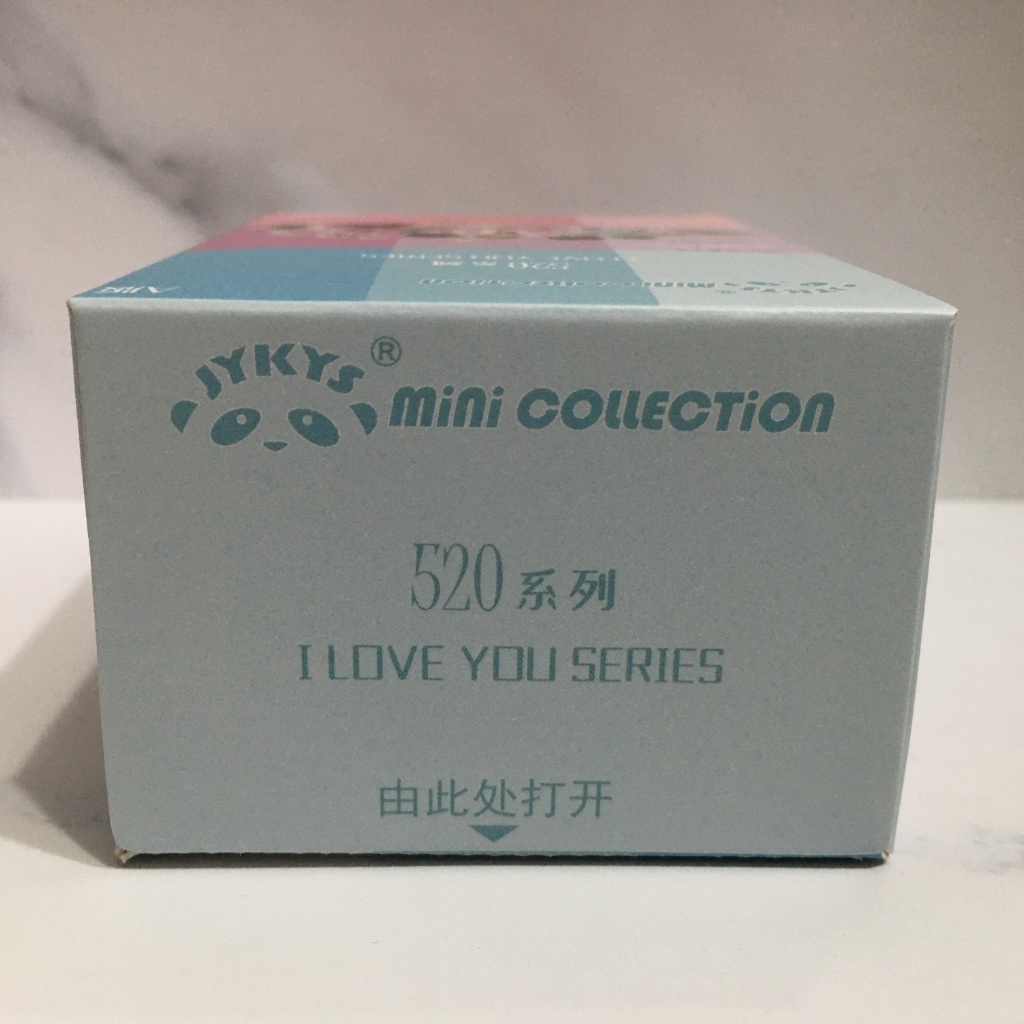 JYKYS® mini COLLECTION
520系列
I LOVE YOU SERIES
由此处打开